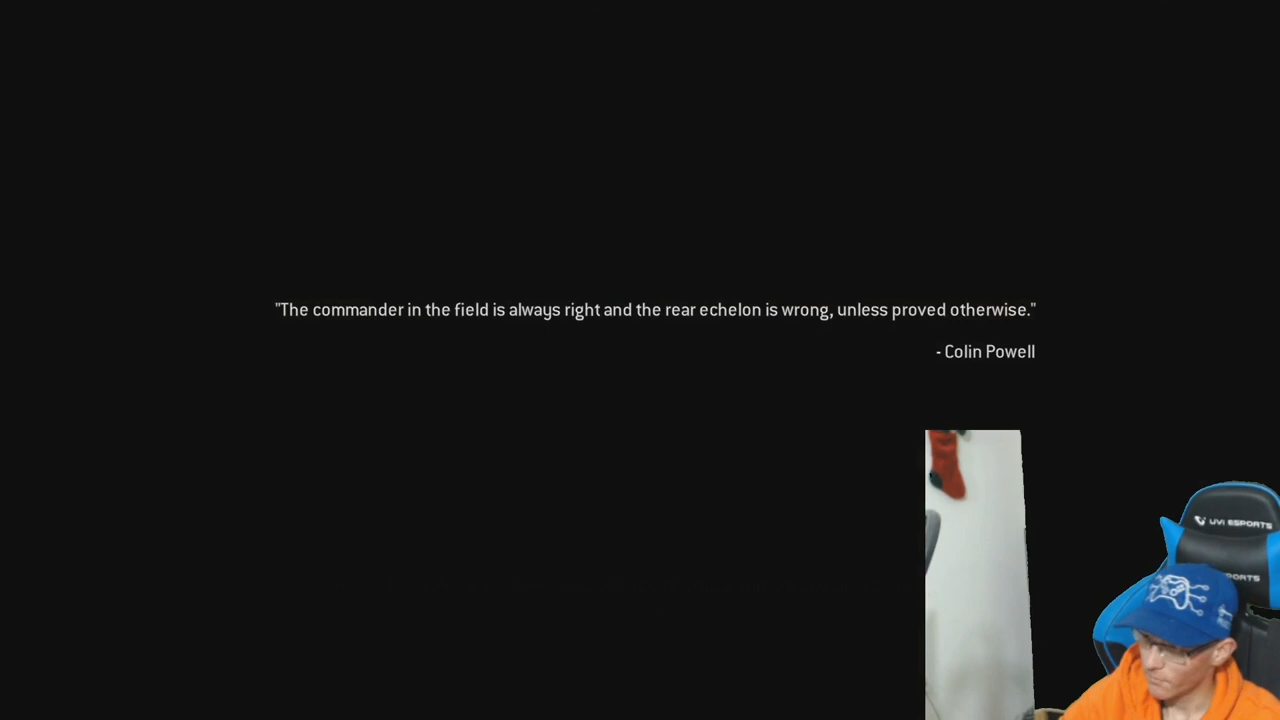 "The commander in the field is always right and the rear echelon is wrong, unless proved otherwise."
- Colin Powell
UVI ESPORTS
PORTS